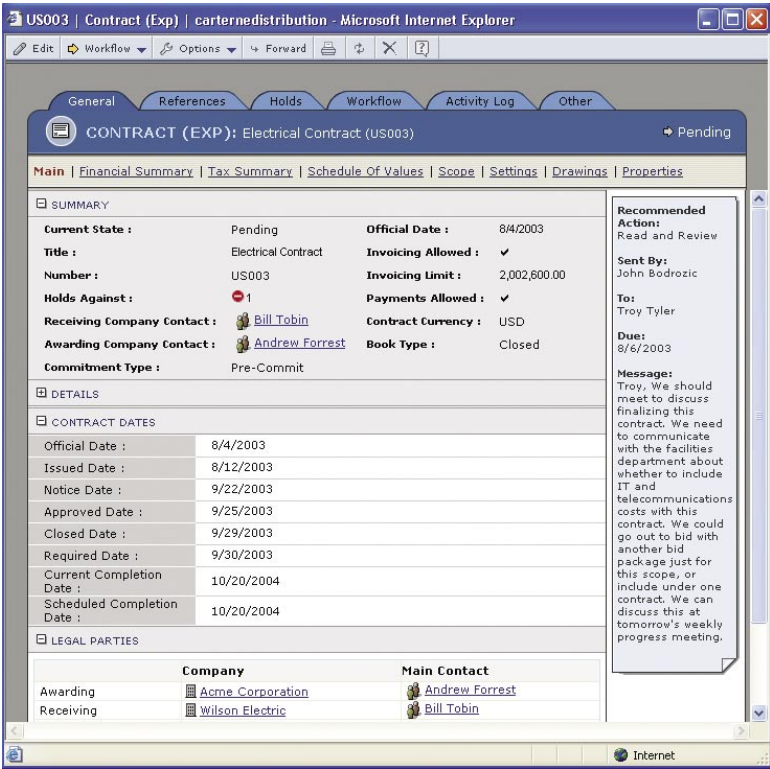 US003 | Contract (Exp) | carternedistribution - Microsoft Internet Explorer
Edit Workflow Options Forward
General References Holds Workflow Activity Log Other
CONTRACT (EXP): Electrical Contract (US003) Pending
Main | Financial Summary | Tax Summary | Schedule Of Values | Scope | Settings | Drawings | Properties
SUMMARY
Current State : Pending Official Date : 8/4/2003
Title : Electrical Contract Invoicing Allowed : ✔
Number : US003 Invoicing Limit : 2,002,600.00
Holds Against : 1 Payments Allowed : ✔
Receiving Company Contact : Bill Tobin Contract Currency : USD
Awarding Company Contact : Andrew Forrest Book Type : Closed
Commitment Type : Pre-Commit
DETAILS
CONTRACT DATES
Official Date : 8/4/2003
Issued Date : 8/12/2003
Notice Date : 9/22/2003
Approved Date : 9/25/2003
Closed Date : 9/29/2003
Required Date : 9/30/2003
Current Completion
Date : 10/20/2004
Scheduled Completion
Date : 10/20/2004
LEGAL PARTIES
Company Main Contact
Awarding Acme Corporation Andrew Forrest
Receiving Wilson Electric Bill Tobin
Recommended
Action:
Read and Review
Sent By:
John Bodrozic
To:
Troy Tyler
Due:
8/6/2003
Message:
Troy, We should
meet to discuss
finalizing this
contract. We need
to communicate
with the facilities
department about
whether to include
IT and
telecommunications
costs with this
contract. We could
go out to bid with
another bid
package just for
this scope, or
include under one
contract. We can
discuss this at
tomorrow's weekly
progress meeting.
Internet